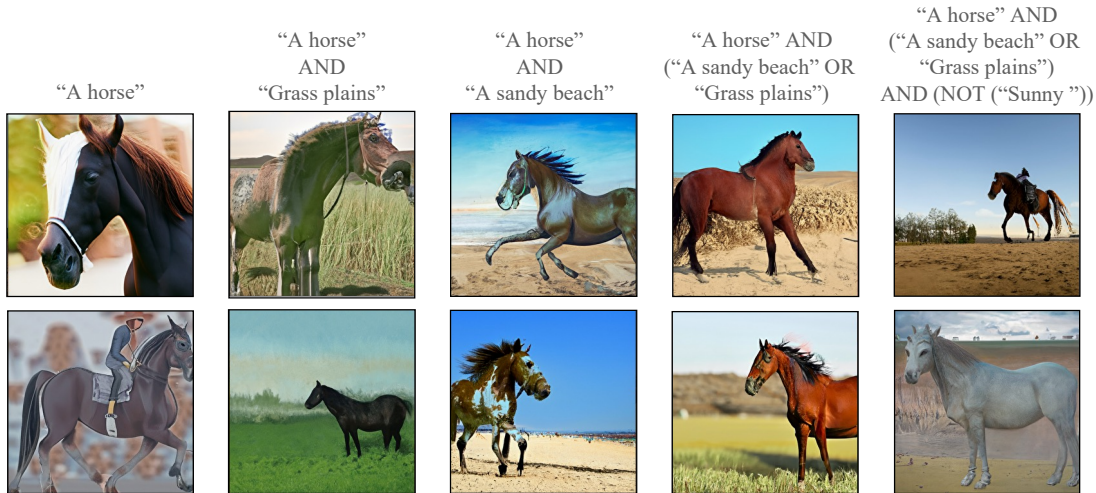 “A horse”
“A horse”
AND
“Grass plains”
“A horse”
AND
“A sandy beach”
“A horse” AND
(“A sandy beach” OR
“Grass plains”)
“A horse” AND
(“A sandy beach” OR
“Grass plains”)
AND (NOT (“Sunny ”))